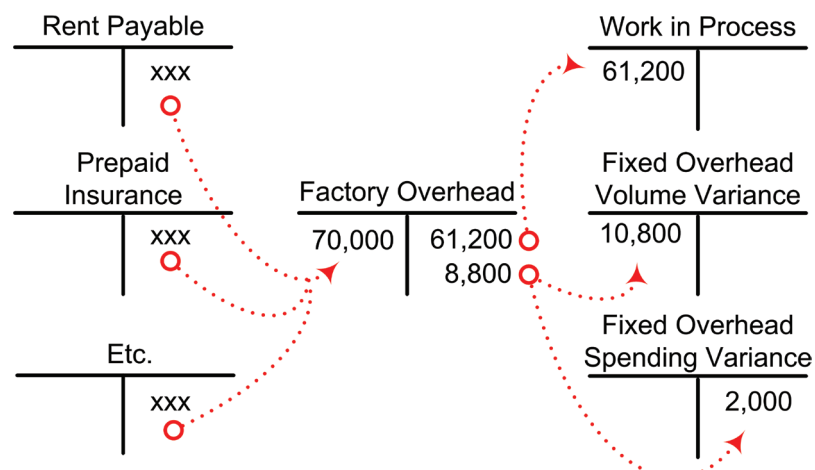 Rent Payable
xxx
Prepaid
Insurance
xxx
Etc.
xxx
Factory Overhead
70,000 61,200
8,800
Work in Process
61,200
Fixed Overhead
Volume Variance
10,800
Fixed Overhead
Spending Variance
2,000